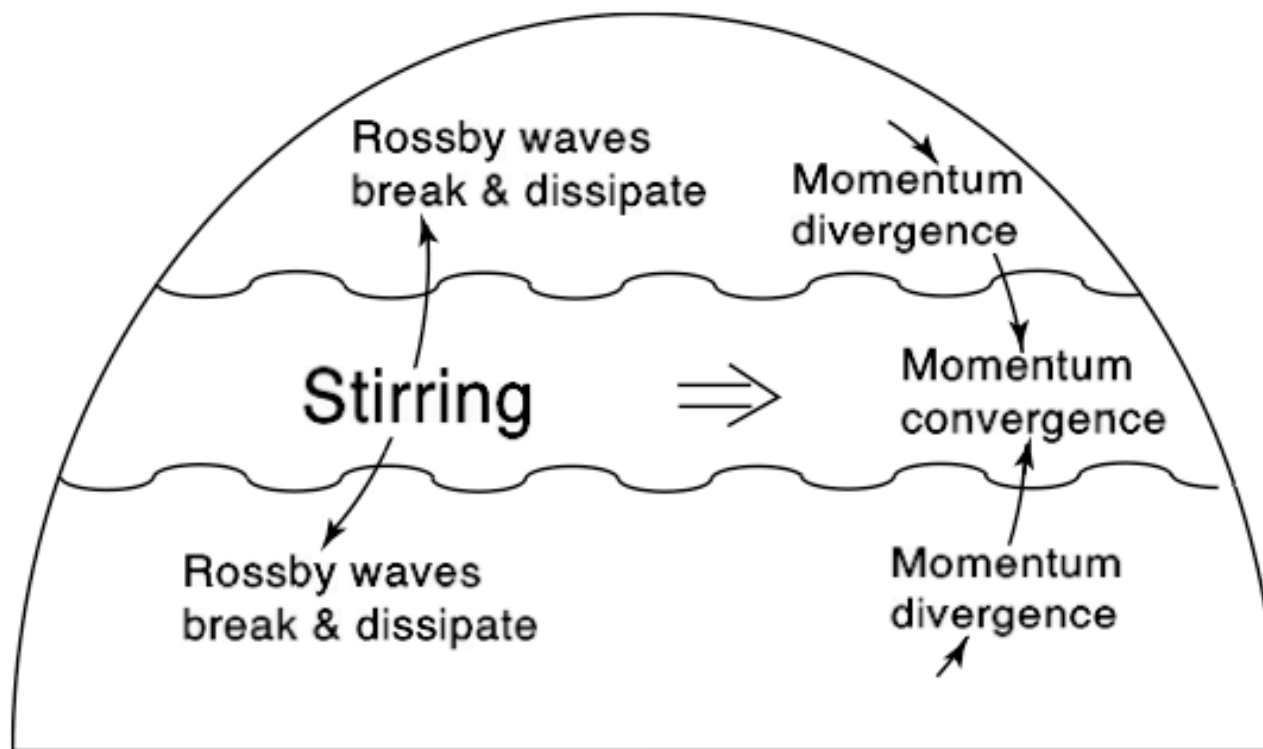 Rossby waves
break & dissipate
Momentum
divergence
Stirring
Momentum
convergence
Rossby waves
break & dissipate
Momentum
divergence